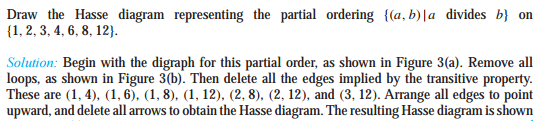 Draw the Hasse diagram representing the partial ordering {(a, b)|a divides b} on
{1, 2, 3, 4, 6, 8, 12}.
Solution: Begin with the digraph for this partial order, as shown in Figure 3(a). Remove all
loops, as shown in Figure 3(b). Then delete all the edges implied by the transitive property.
These are (1, 4), (1, 6), (1, 8), (1, 12), (2, 8), (2, 12), and (3, 12). Arrange all edges to point
upward, and delete all arrows to obtain the Hasse diagram. The resulting Hasse diagram is shown